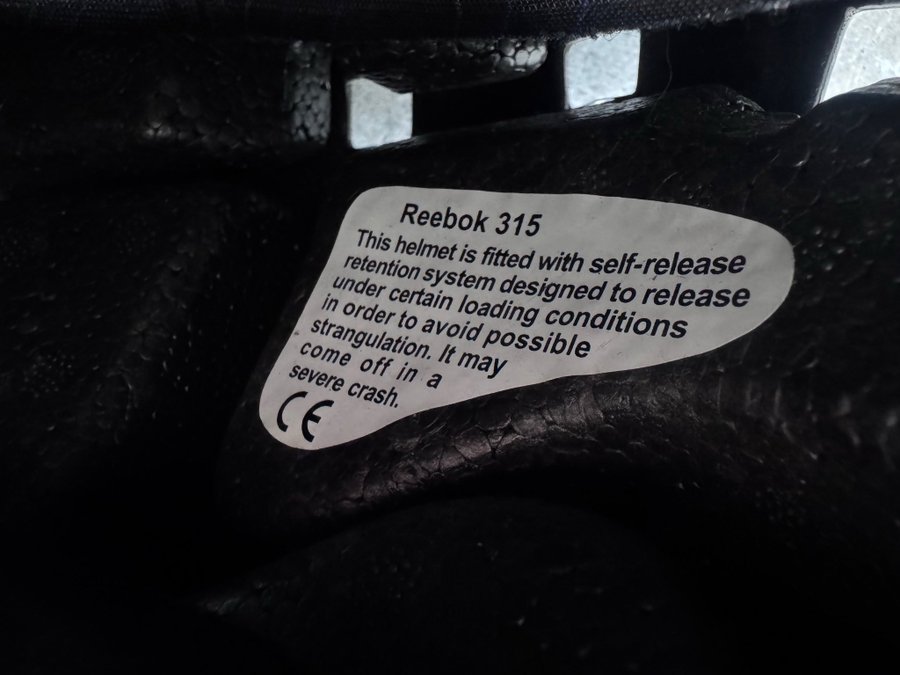 Reebok 315
This helmet is fitted with self-release
retention system designed to release
under certain loading conditions
in order to avoid possible
strangulation. It may
come off in a
severe crash.
CE